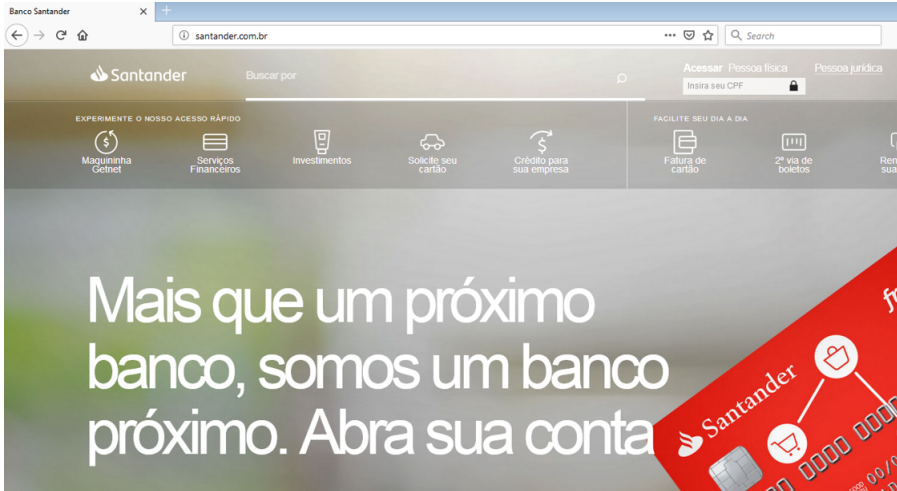 Banco Santander
santander.com.br
Search
Santander
Buscar por
Acessar Pessoa física Pessoa jurídica
Insira seu CPF
EXPERIMENTE O NOSSO ACESSO RÁPIDO
FACILITE SEU DIA A DIA
Maquininha
Getnet
Serviços
Financeiros
Investimentos
Solicite seu
cartão
Crédito para
sua empresa
Fatura de
cartão
2ª via de
boletos
sua
Mais que um próximo
banco, somos um banco
próximo. Abra sua conta
Santander